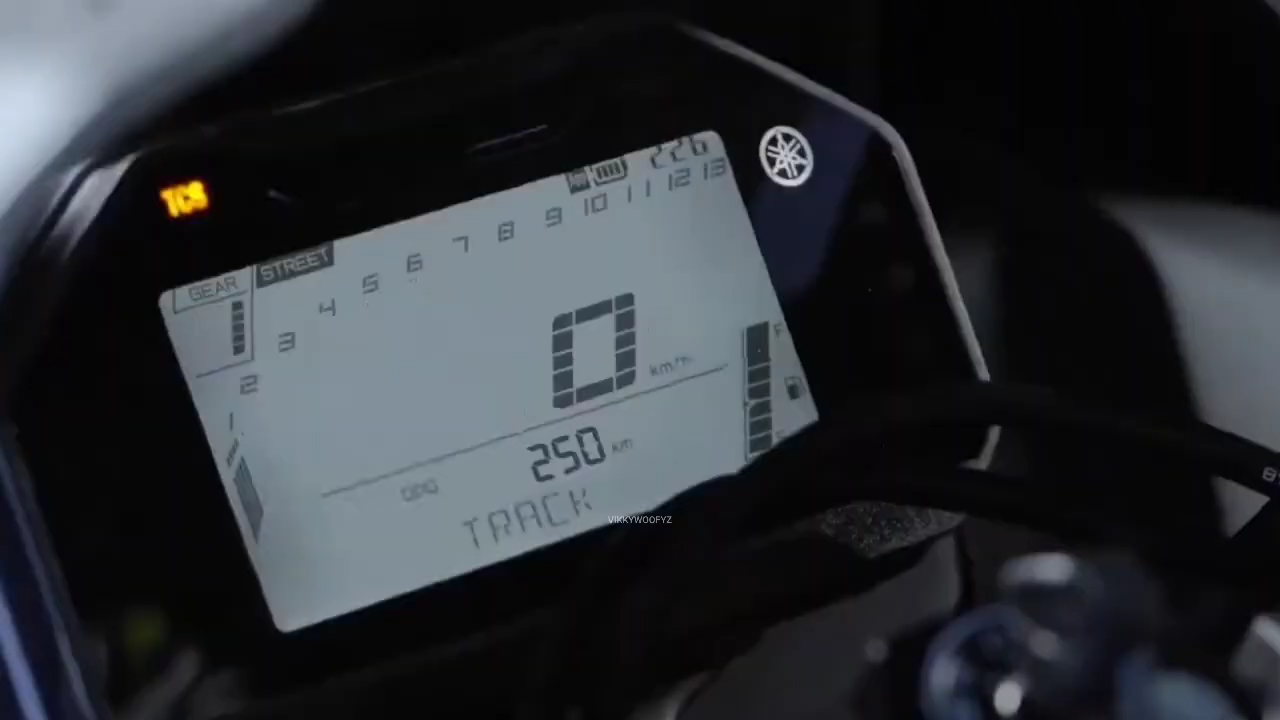 TCS
226
GEAR STREET
1
1 2 3 4 5 6 7 8 9 10 11 12 13
0 km/h
F
250 km
ODO
TRACK
VIKKYWOOFYZ